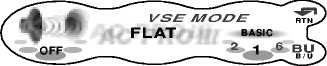 VSE MODE
RTN
FLAT
BASIC
OFF
2 1 6 BU
B/U